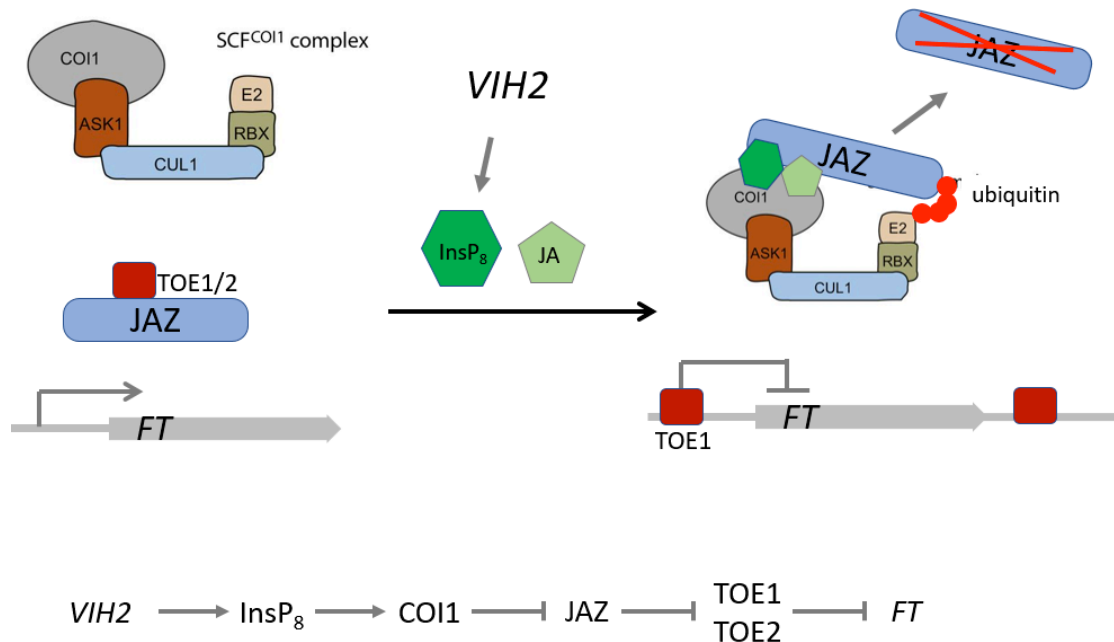 COI1
SCF^COI1 complex
ASK1
E2
RBX
CUL1
VIH2
InsP₈
JA
TOE1/2
JAZ
FT
JAZ
JAZ
COI1
ubiquitin
E2
ASK1
RBX
CUL1
TOE1
FT
VIH2 InsP₈ COI1 JAZ TOE1 FT
TOE2